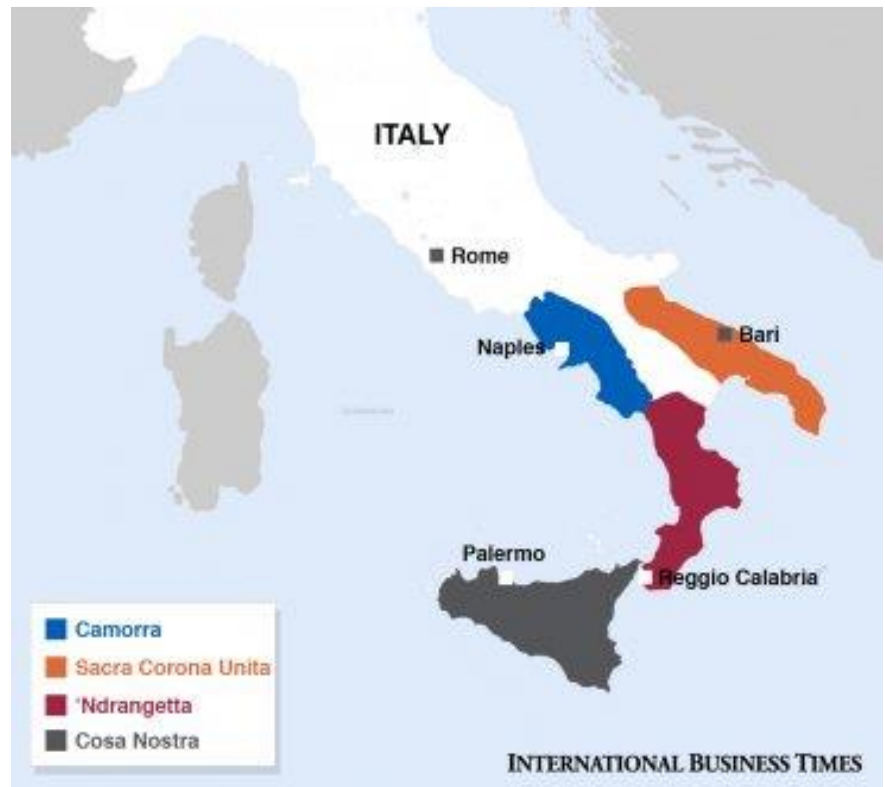 ITALY
Rome
Bari
Naples
Palermo
Reggio Calabria
Camorra
Sacra Corona Unita
'Ndrangetta
Cosa Nostra
INTERNATIONAL BUSINESS TIMES